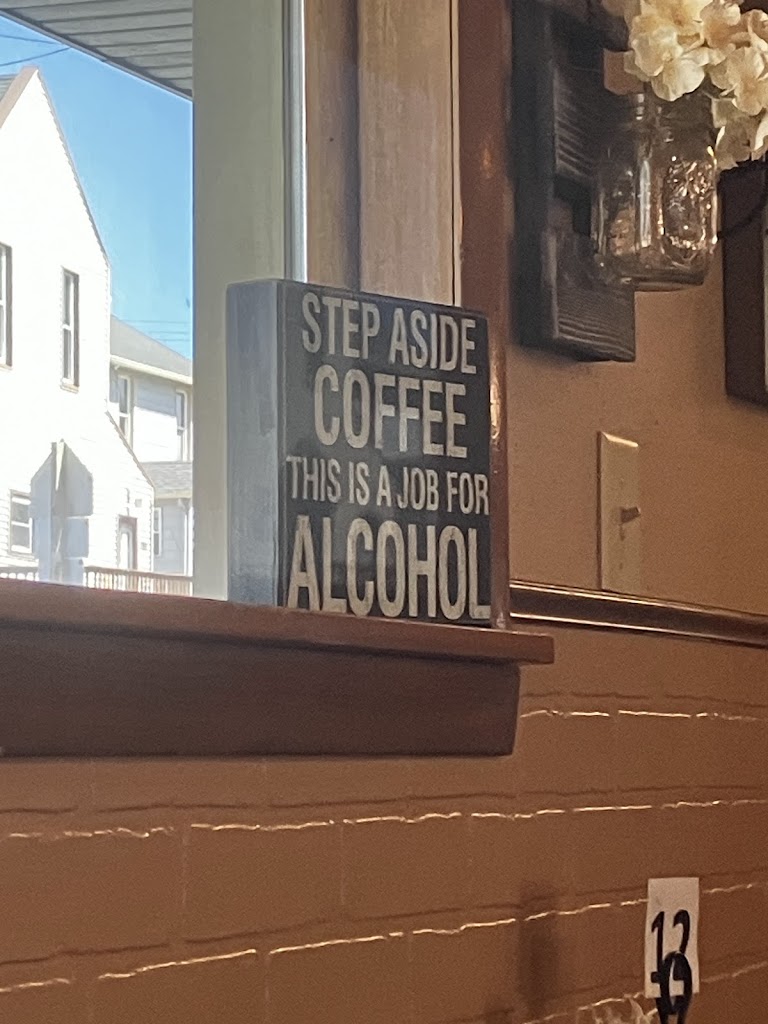 STEP ASIDE
COFFEE
THIS IS A JOB FOR
ALCOHOL
12